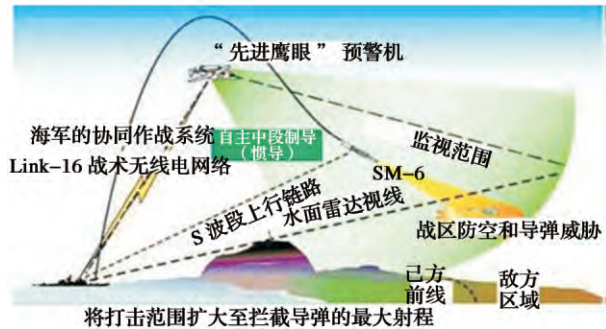 “先进鹰眼”预警机
海军的协同作战系统
Link-16 战术无线电网络
自主中段制导
（惯导）
监视范围
SM-6
S 波段上行链路
水面雷达视线
战区防空和导弹威胁
己方
前线
敌方
区域
将打击范围扩大至拦截导弹的最大射程